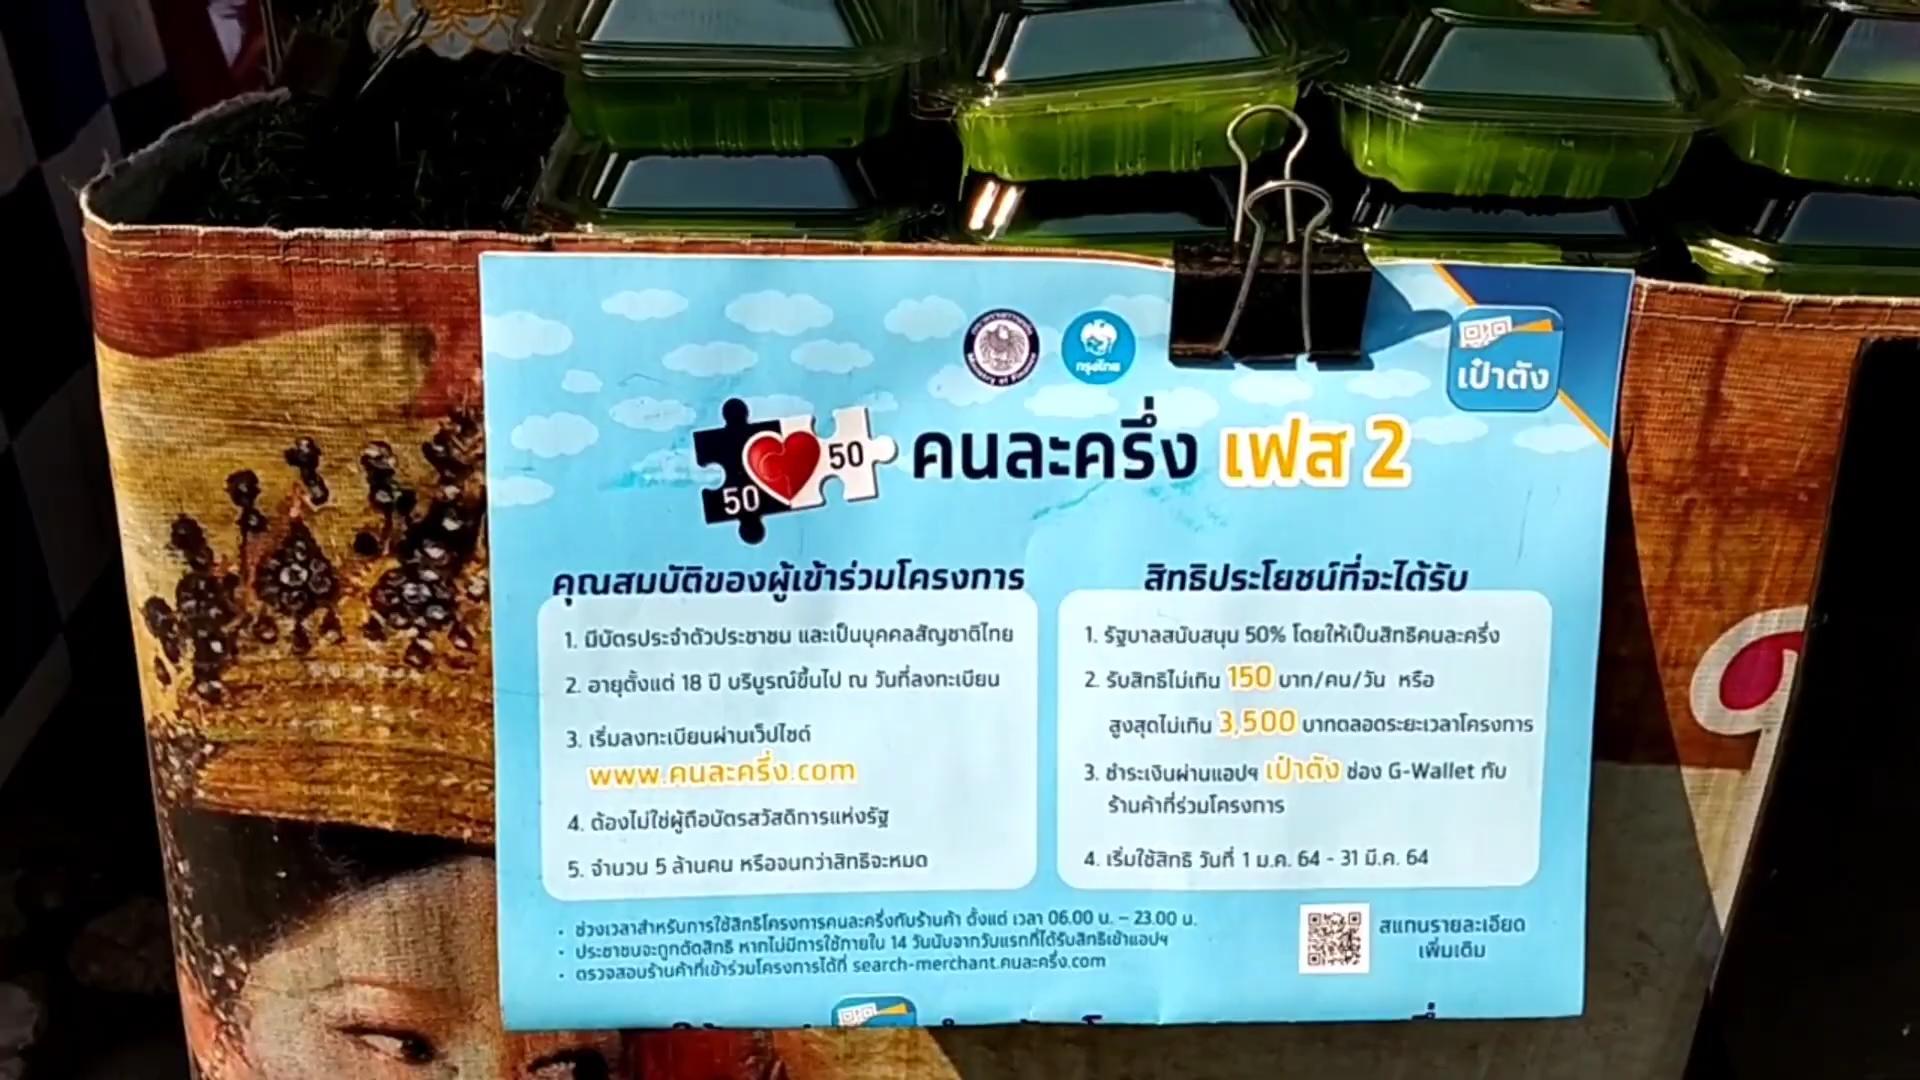 Ministry of Finance
กรุงไทย
เป๋าตัง
50
50
คนละครึ่ง เฟส 2
คุณสมบัติของผู้เข้าร่วมโครงการ
1. มีบัตรประจำตัวประชาชน และเป็นบุคคลสัญชาติไทย
2. อายุตั้งแต่ 18 ปี บริบูรณ์ขึ้นไป ณ วันที่ลงทะเบียน
3. เริ่มลงทะเบียนผ่านเว็ปไซต์
www.คนละครึ่ง.com
4. ต้องไม่ใช่ผู้ถือบัตรสวัสดิการแห่งรัฐ
5. จำนวน 5 ล้านคน หรือจนกว่าสิทธิจะหมด
สิทธิประโยชน์ที่จะได้รับ
1. รัฐบาลสนับสนุน 50% โดยให้เป็นสิทธิคนละครึ่ง
2. รับสิทธิไม่เกิน 150 บาท/คน/วัน หรือ
สูงสุดไม่เกิน 3,500 บาทตลอดระยะเวลาโครงการ
3. ชำระเงินผ่านแอปฯ เป๋าตัง ช่อง G-Wallet กับ
ร้านค้าที่ร่วมโครงการ
4. เริ่มใช้สิทธิ วันที่ 1 ม.ค. 64 - 31 มี.ค. 64
• ช่วงเวลาสำหรับการใช้สิทธิโครงการคนละครึ่งกับร้านค้า ตั้งแต่ เวลา 06.00 น. – 23.00 น.
• ประชาชนจะถูกตัดสิทธิ หากไม่มีการใช้ภายใน 14 วันนับจากวันแรกที่ได้รับสิทธิเข้าแอปฯ
• ตรวจสอบร้านค้าที่เข้าร่วมโครงการได้ที่ search-merchant.คนละครึ่ง.com
สแกนรายละเอียด
เพิ่มเติม